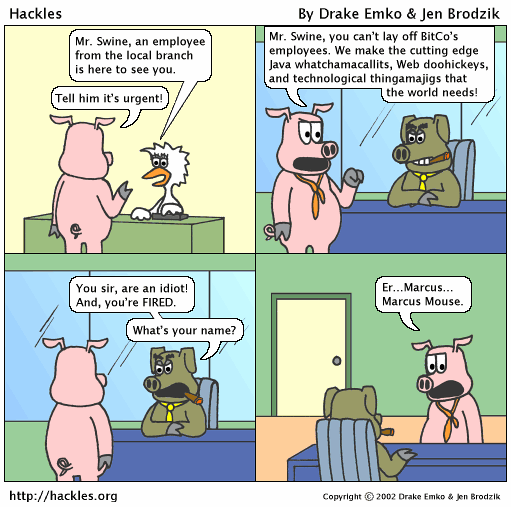 Hackles
By Drake Emko & Jen Brodzik
Mr. Swine, an employee
from the local branch
is here to see you.
Tell him it's urgent!
Mr. Swine, you can't lay off BitCo's
employees. We make the cutting edge
Java whatchamacallits, Web doohickeys,
and technological thingamajigs that
the world needs!
You sir, are an idiot!
And, you're FIRED.
What's your name?
Er...Marcus...
Marcus Mouse.
http://hackles.org
Copyright © 2002 Drake Emko & Jen Brodzik